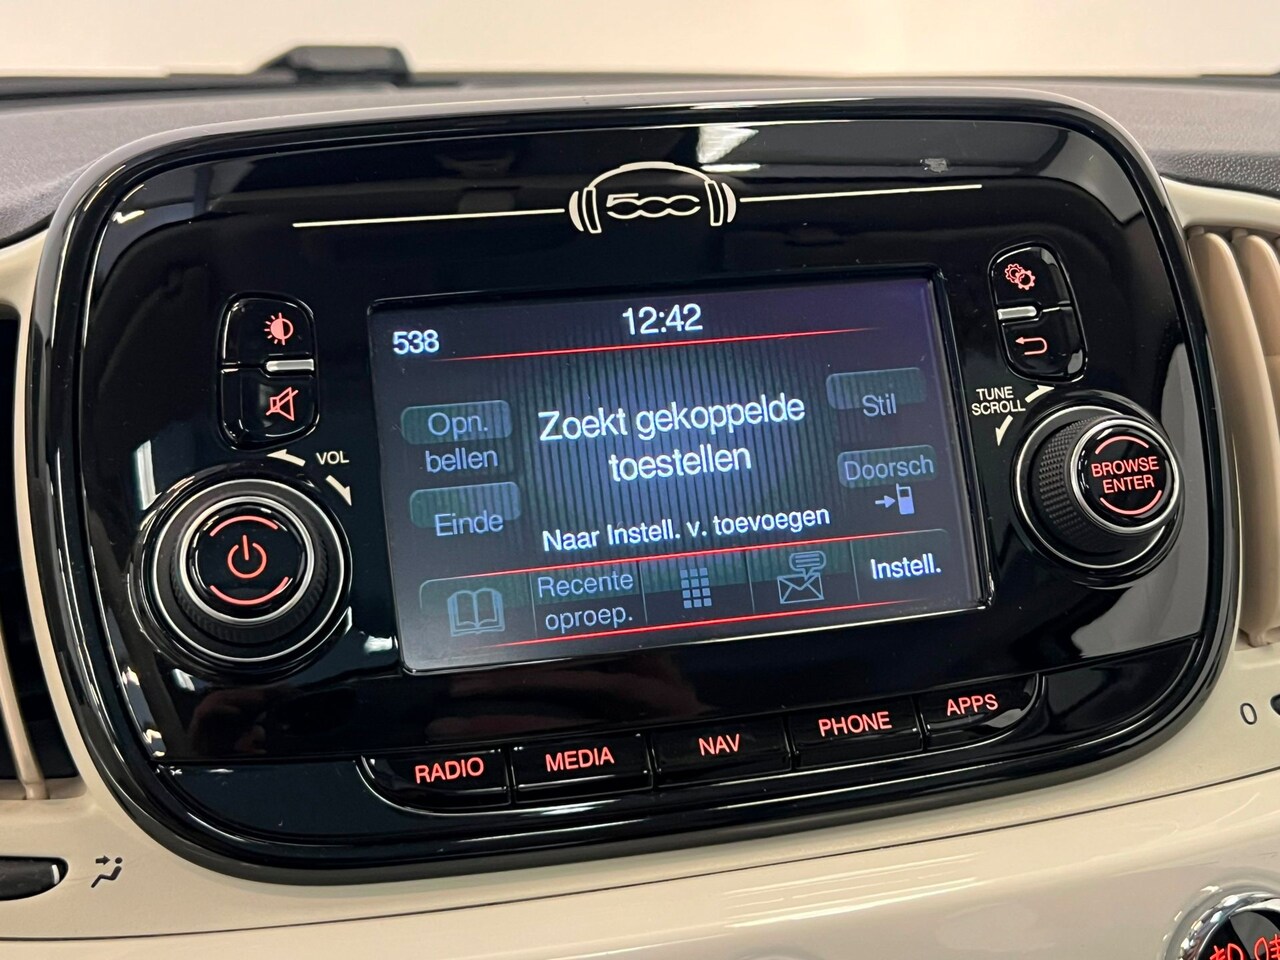 500
12:42
538
Zoekt gekoppelde
toestellen
Opn.
bellen
Stil
Doorsch
Einde
Naar Instell. v. toevoegen
Recente
oproep.
Instell.
VOL
TUNE
SCROLL
BROWSE
ENTER
RADIO
MEDIA
NAV
PHONE
APPS
0